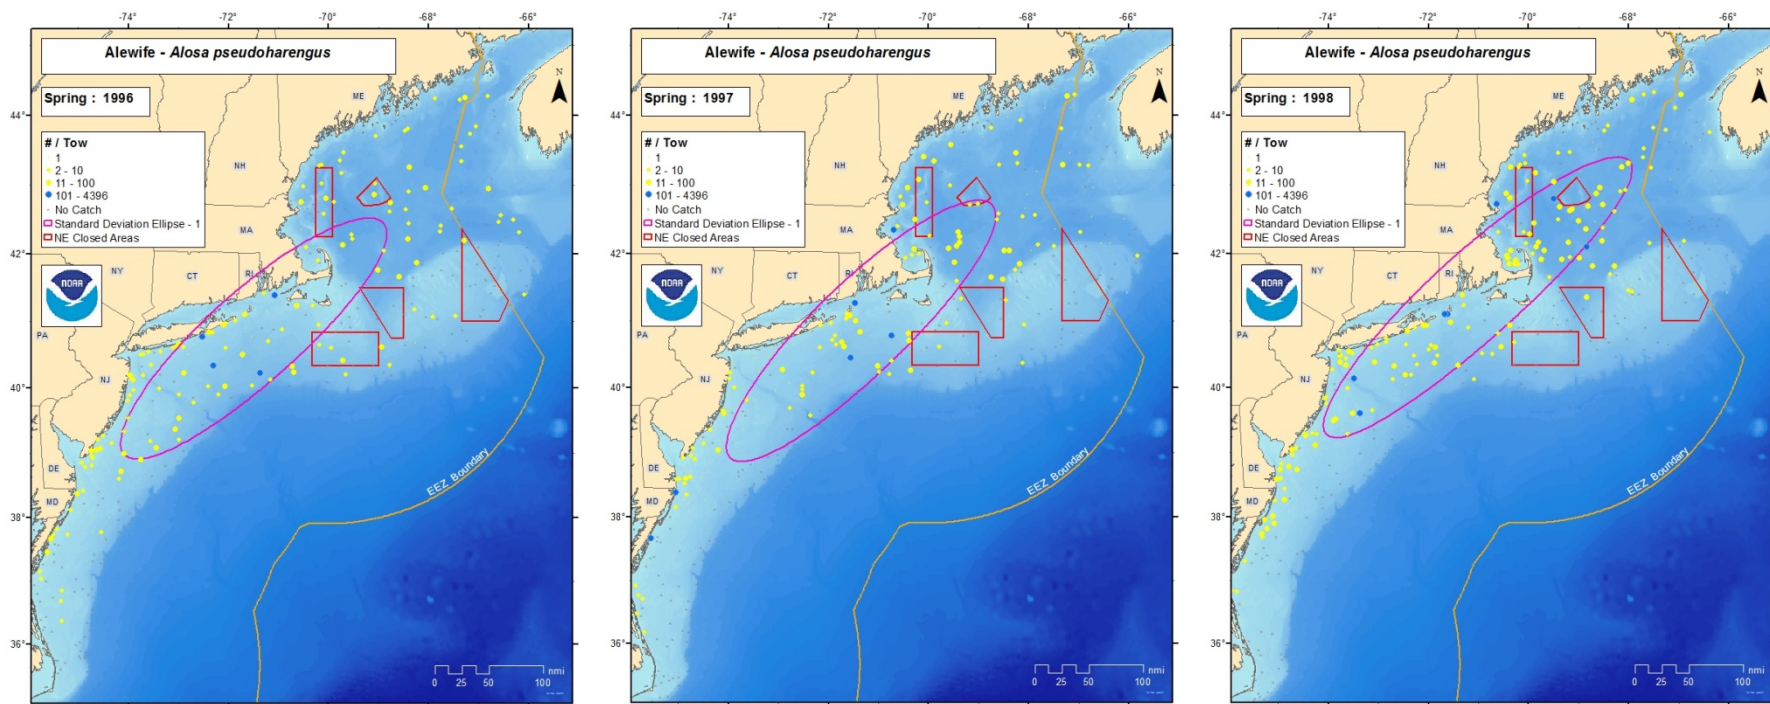 -74° -72° -70° -68° -66°
Alewife - Alosa pseudoharengus
Spring : 1996
# / Tow
1
2 - 10
11 - 100
101 - 4396
No Catch
Standard Deviation Ellipse - 1
NE Closed Areas
NOAA
N
ME
NH
MA
NY
CT
RI
PA
NJ
DE
MD
44°
42°
40°
38°
36°
EEZ Boundary
0 25 50 100 nmi
-74° -72° -70° -68° -66°
Alewife - Alosa pseudoharengus
Spring : 1997
# / Tow
1
2 - 10
11 - 100
101 - 4396
No Catch
Standard Deviation Ellipse - 1
NE Closed Areas
NOAA
N
ME
NH
MA
NY
CT
RI
PA
NJ
DE
MD
44°
42°
40°
38°
36°
EEZ Boundary
0 25 50 100 nmi
-74° -72° -70° -68° -66°
Alewife - Alosa pseudoharengus
Spring : 1998
# / Tow
1
2 - 10
11 - 100
101 - 4396
No Catch
Standard Deviation Ellipse - 1
NE Closed Areas
NOAA
N
ME
NH
MA
NY
CT
RI
PA
NJ
DE
MD
44°
42°
40°
38°
36°
EEZ Boundary
0 25 50 100 nmi